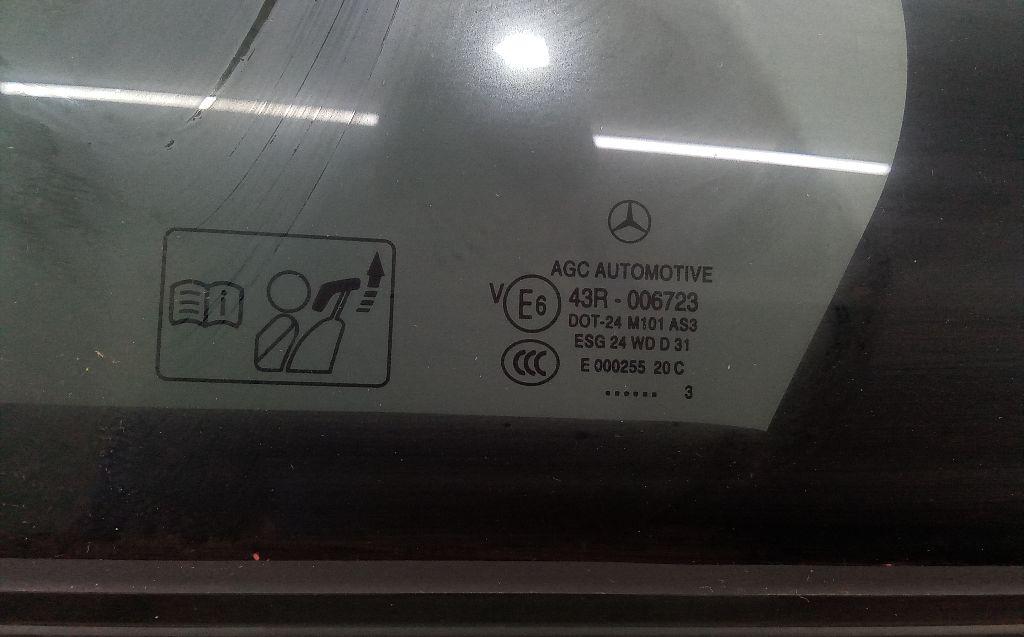 AGC AUTOMOTIVE
V E6 43R - 006723
DOT-24 M101 AS3
ESG 24 WD D 31
CCC E 000255 20 C
...... 3
i